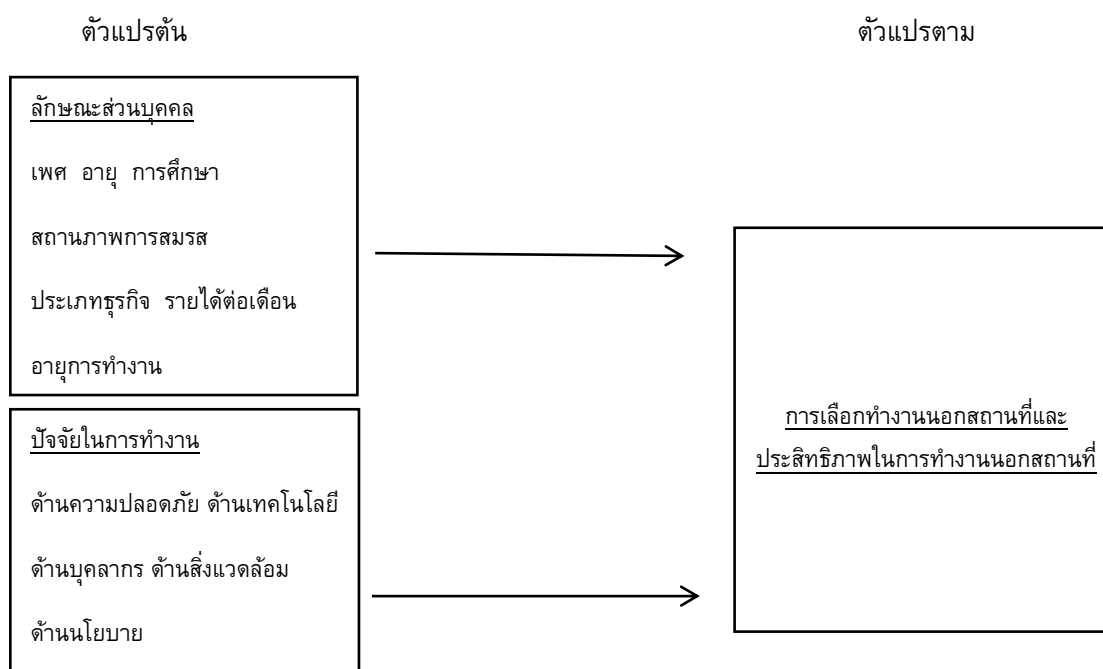 ตัวแปรต้น
ตัวแปรตาม
ลักษณะส่วนบุคคล
เพศ อายุ การศึกษา
สถานภาพการสมรส
ประเภทธุรกิจ รายได้ต่อเดือน
อายุการทำงาน
ปัจจัยในการทำงาน
ด้านความปลอดภัย ด้านเทคโนโลยี
ด้านบุคลากร ด้านสิ่งแวดล้อม
ด้านนโยบาย
การเลือกทำงานนอกสถานที่และ
ประสิทธิภาพในการทำงานนอกสถานที่